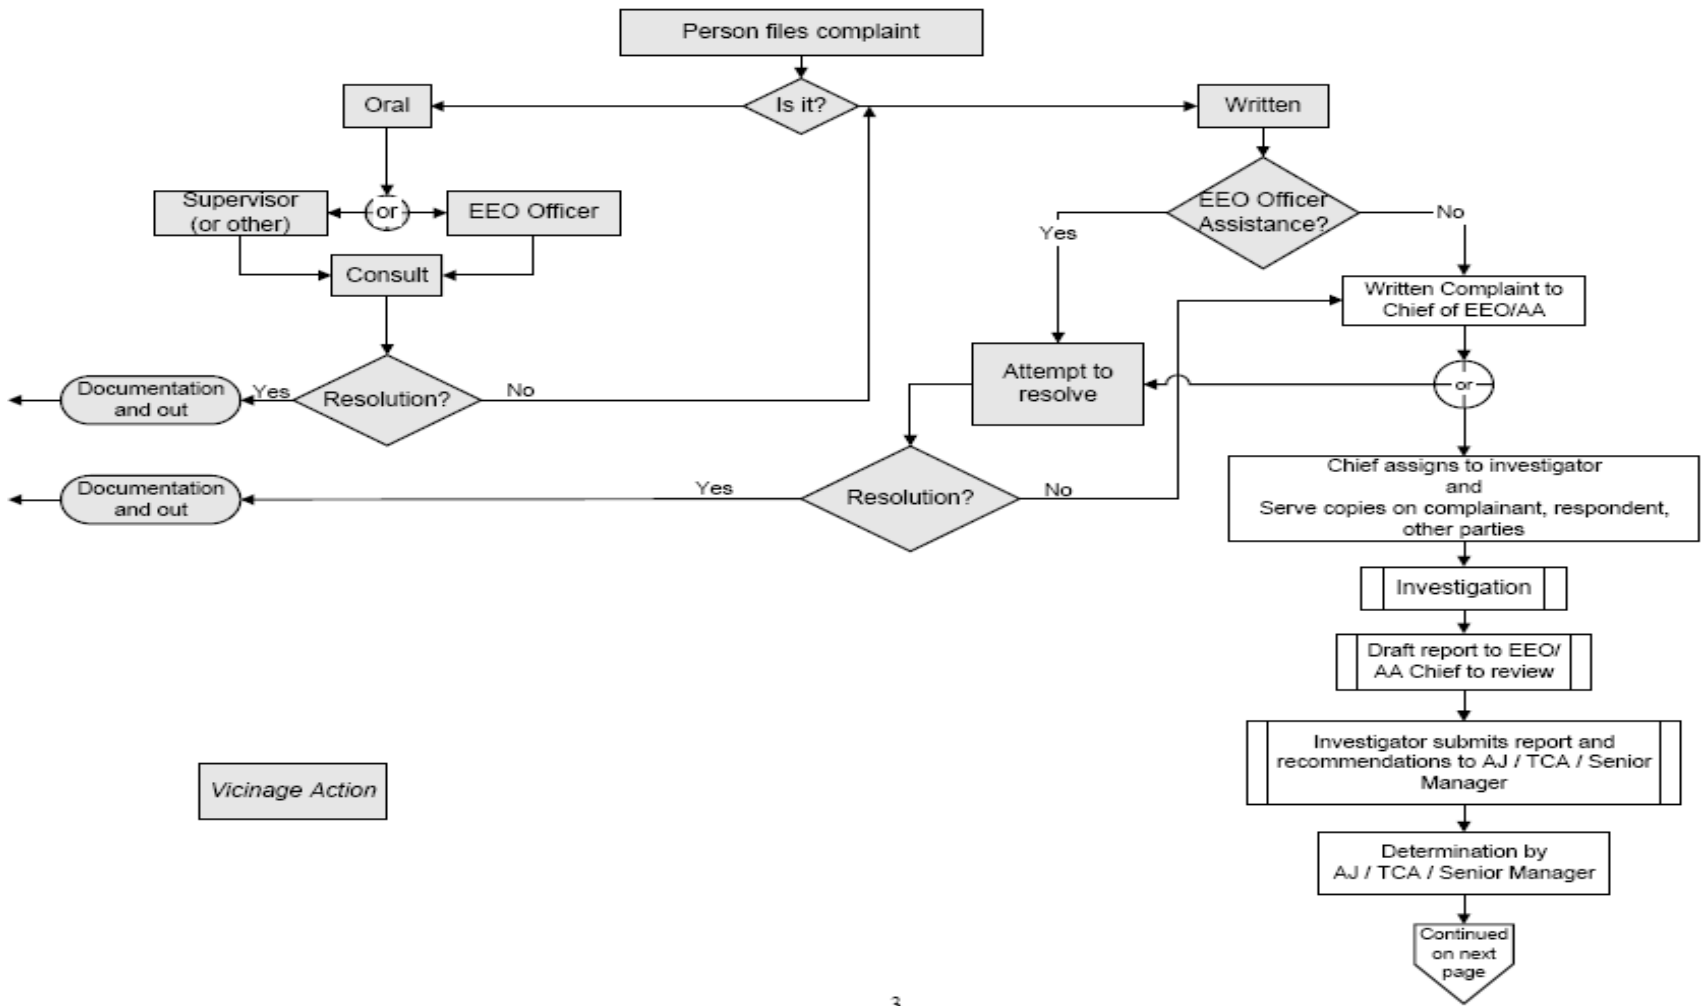 Person files complaint
Is it?
Oral
Written
Supervisor
(or other)
or
EEO Officer
EEO Officer
Assistance?
Yes
No
Consult
Written Complaint to
Chief of EEO/AA
Resolution?
Yes
No
Documentation
and out
Attempt to
resolve
or
Documentation
and out
Yes
Resolution?
No
Chief assigns to investigator
and
Serve copies on complainant, respondent,
other parties
Investigation
Draft report to EEO/
AA Chief to review
Investigator submits report and
recommendations to AJ / TCA / Senior
Manager
Vicinage Action
Determination by
AJ / TCA / Senior Manager
Continued
on next
page
3